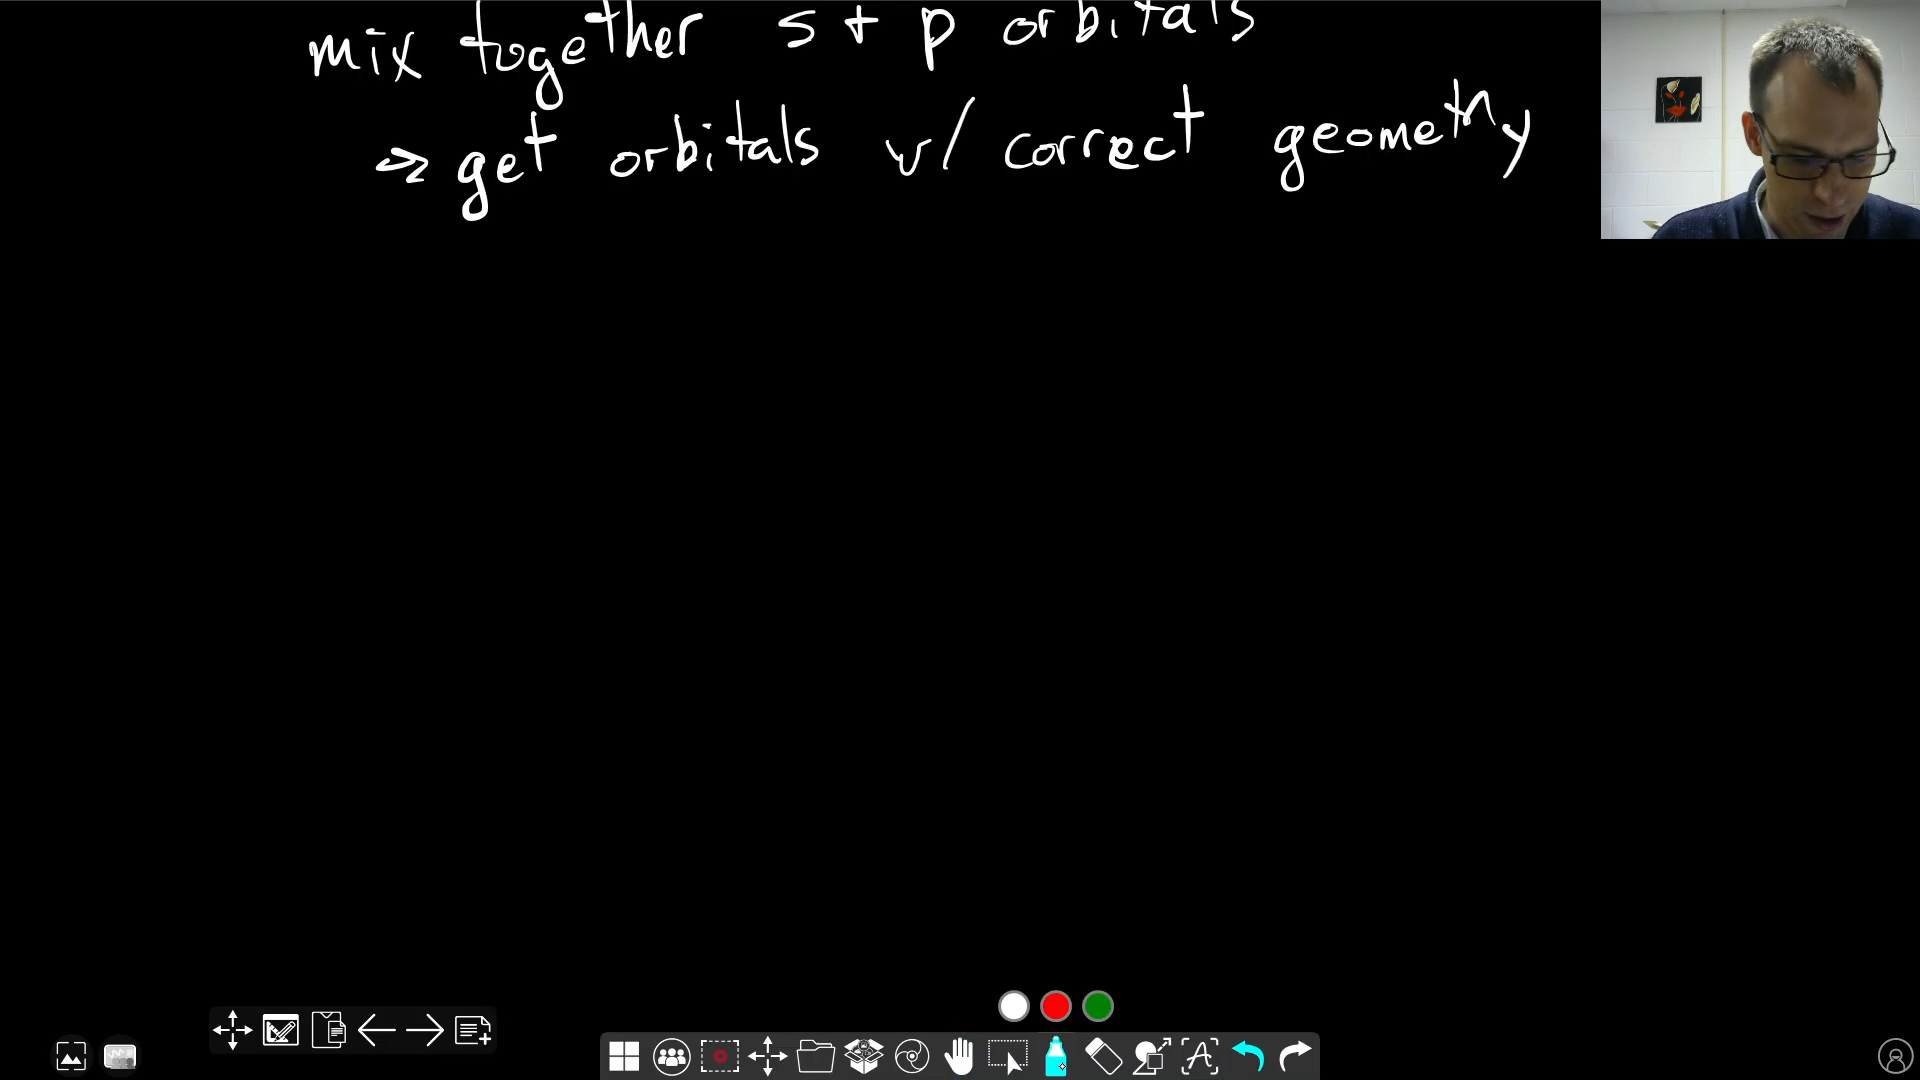 mix together s + p orbitals
⇒ get orbitals w/ correct geometry